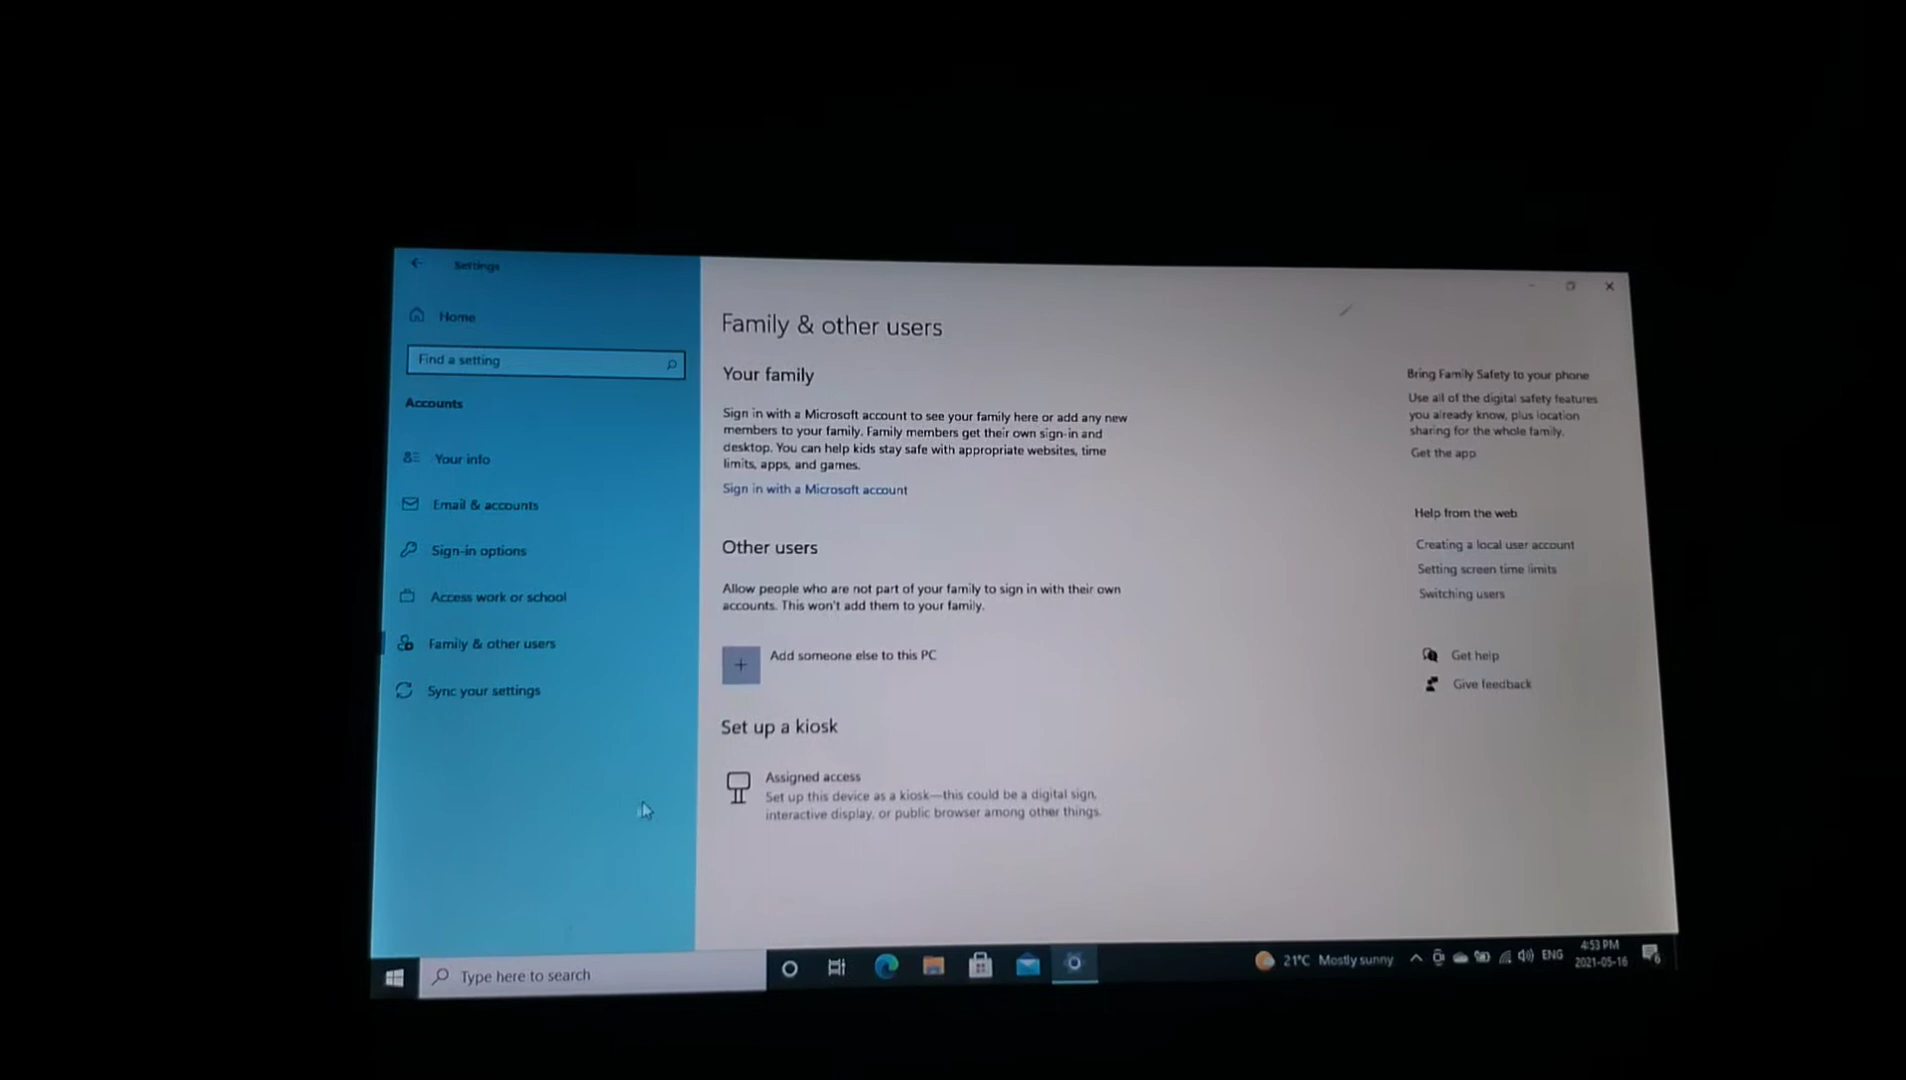 Settings
Home
Find a setting
Accounts
Your info
Email & accounts
Sign-in options
Access work or school
Family & other users
Sync your settings
Family & other users
Your family
Sign in with a Microsoft account to see your family here or add any new
members to your family. Family members get their own sign-in and
desktop. You can help kids stay safe with appropriate websites, time
limits, apps, and games.
Sign in with a Microsoft account
Other users
Allow people who are not part of your family to sign in with their own
accounts. This won't add them to your family.
Add someone else to this PC
Set up a kiosk
Assigned access
Set up this device as a kiosk—this could be a digital sign,
interactive display, or public browser among other things.
Bring Family Safety to your phone
Use all of the digital safety features
you already know, plus location
sharing for the whole family.
Get the app
Help from the web
Creating a local user account
Setting screen time limits
Switching users
Get help
Give feedback
Type here to search
21°C Mostly sunny
ENG
4:53 PM
2021-05-16
6